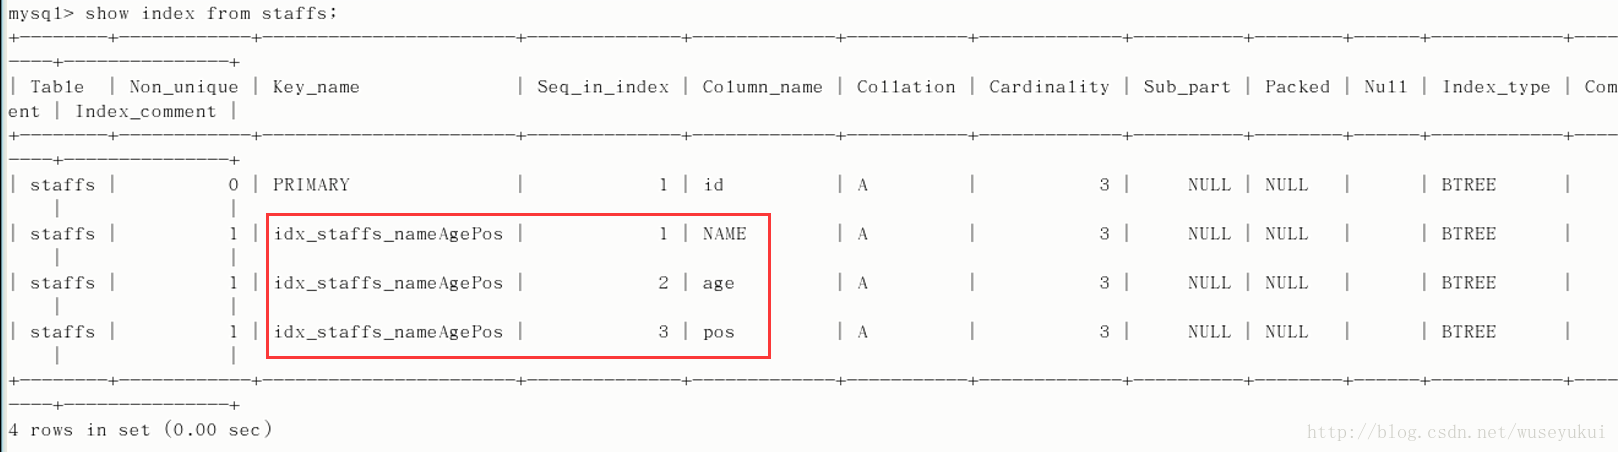 mysql> show index from staffs;
+--------+------------+-----------------------+--------------+-------------+-----------+-------------+----------+--------+------+------------+----
----+---------------+
| Table  | Non_unique | Key_name              | Seq_in_index | Column_name | Collation | Cardinality | Sub_part | Packed | Null | Index_type | Com
ent | Index_comment |
+--------+------------+-----------------------+--------------+-------------+-----------+-------------+----------+--------+------+------------+----
----+---------------+
| staffs |          0 | PRIMARY               |            1 | id          | A         |           3 |     NULL | NULL   |      | BTREE      |
    |               |
| staffs |          1 | idx_staffs_nameAgePos |            1 | NAME        | A         |           3 |     NULL | NULL   |      | BTREE      |
    |               |
| staffs |          1 | idx_staffs_nameAgePos |            2 | age         | A         |           3 |     NULL | NULL   |      | BTREE      |
    |               |
| staffs |          1 | idx_staffs_nameAgePos |            3 | pos         | A         |           3 |     NULL | NULL   |      | BTREE      |
    |               |
+--------+------------+-----------------------+--------------+-------------+-----------+-------------+----------+--------+------+------------+----
----+---------------+
4 rows in set (0.00 sec)
http://blog.csdn.net/wuseyukui